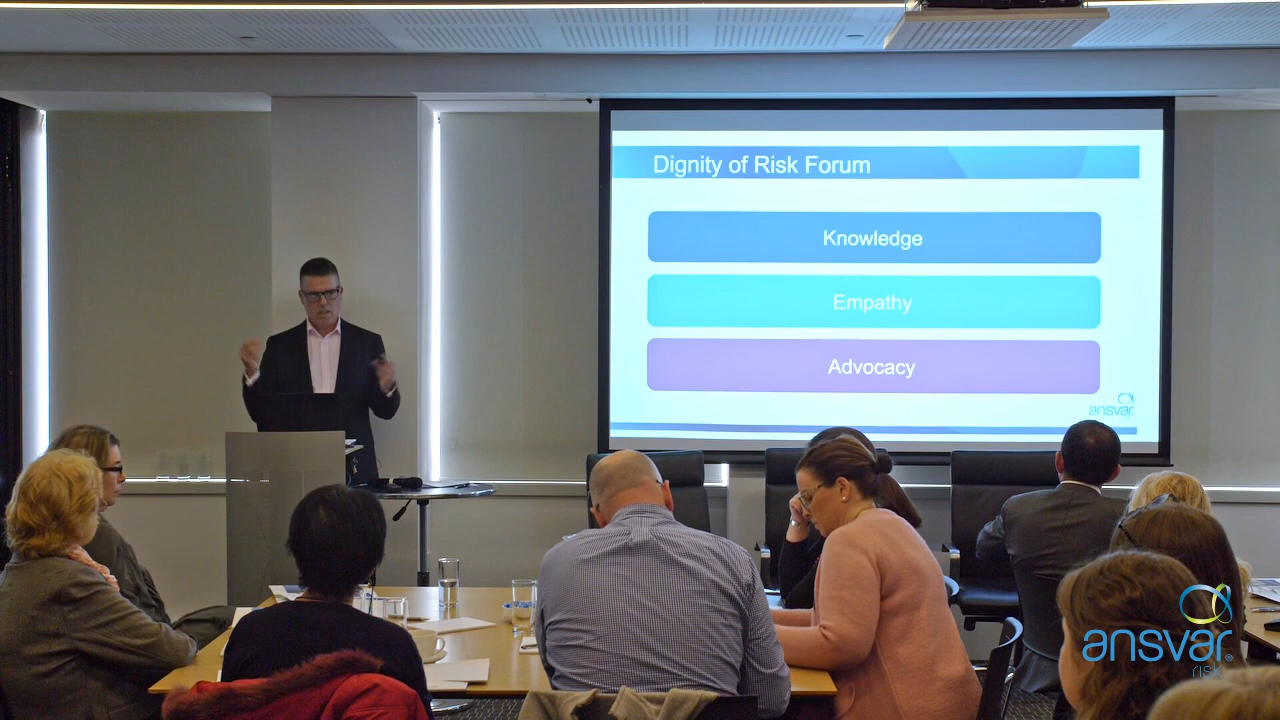 Dignity of Risk Forum
Knowledge
Empathy
Advocacy
ansvar
ansvar®
risk